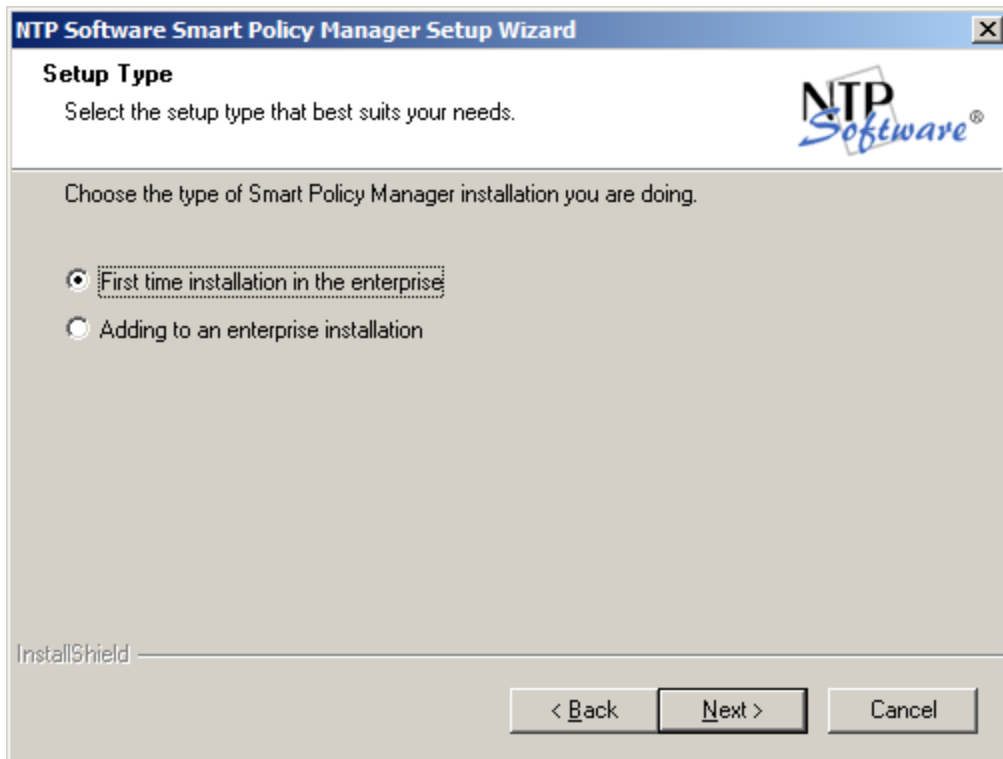 NTP Software Smart Policy Manager Setup Wizard
Setup Type
Select the setup type that best suits your needs.
NTP
Software®
Choose the type of Smart Policy Manager installation you are doing.
First time installation in the enterprise
Adding to an enterprise installation
InstallShield
< Back
Next >
Cancel